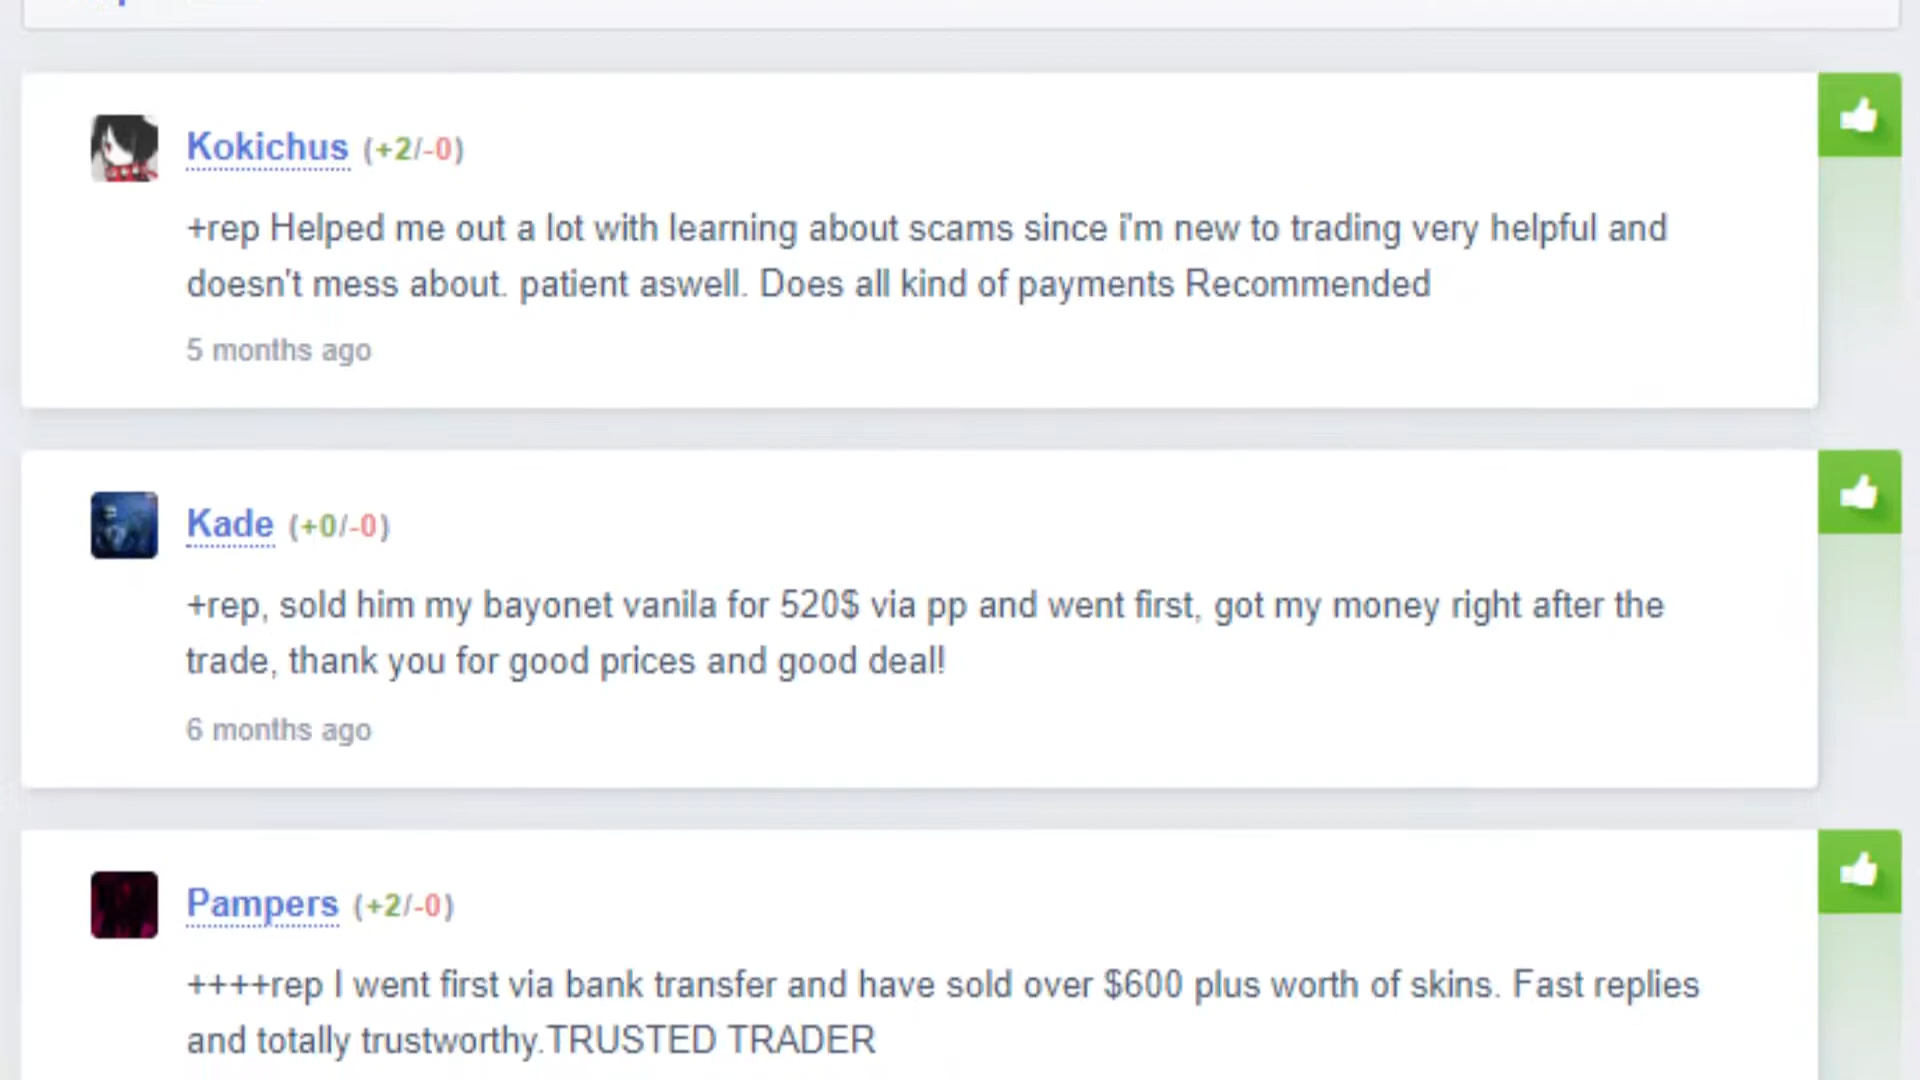 Kokichus (+2/-0)
+rep Helped me out a lot with learning about scams since i'm new to trading very helpful and
doesn't mess about. patient aswell. Does all kind of payments Recommended
5 months ago
Kade (+0/-0)
+rep, sold him my bayonet vanila for 520$ via pp and went first, got my money right after the
trade, thank you for good prices and good deal!
6 months ago
Pampers (+2/-0)
++++rep I went first via bank transfer and have sold over $600 plus worth of skins. Fast replies
and totally trustworthy.TRUSTED TRADER